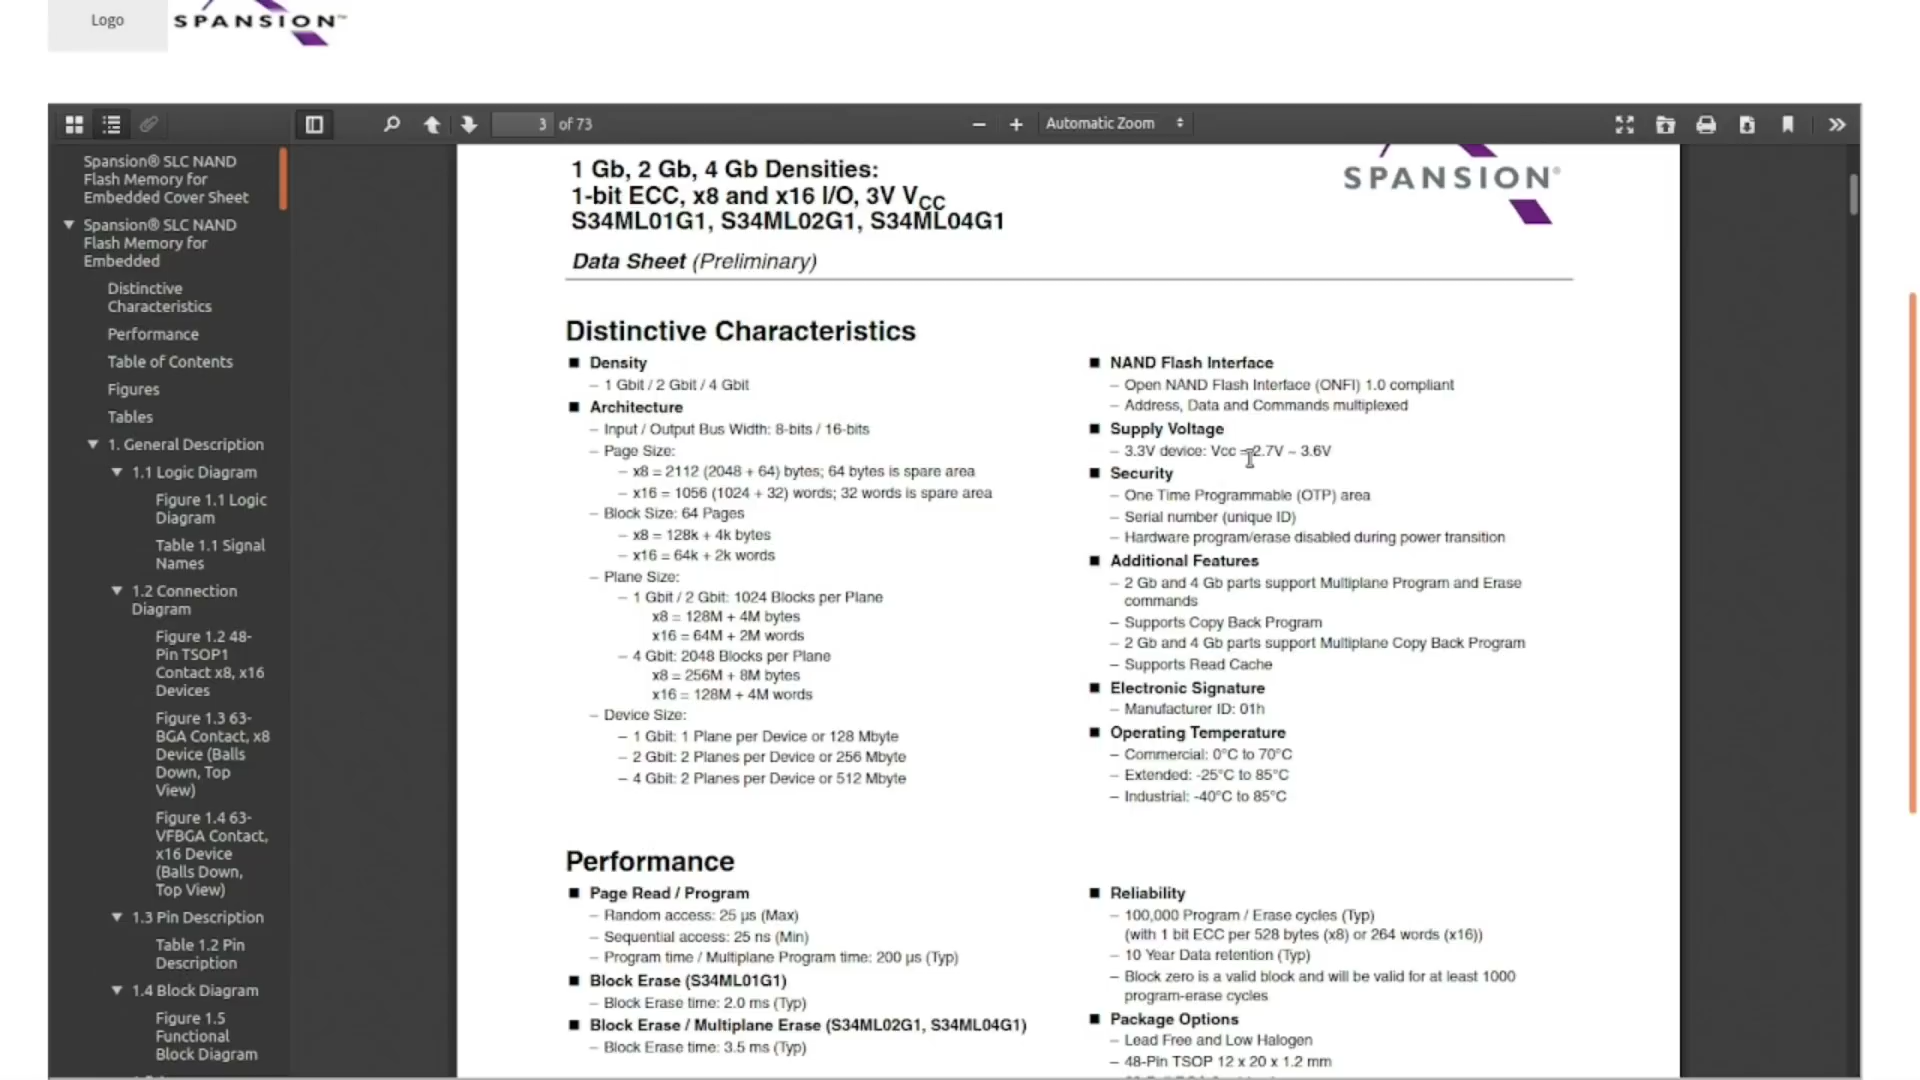 Logo
SPANSION™
3 of 73
Automatic Zoom
Spansion® SLC NAND
Flash Memory for
Embedded Cover Sheet
Spansion® SLC NAND
Flash Memory for
Embedded
Distinctive
Characteristics
Performance
Table of Contents
Figures
Tables
1. General Description
1.1 Logic Diagram
Figure 1.1 Logic
Diagram
Table 1.1 Signal
Names
1.2 Connection
Diagram
Figure 1.2 48-
Pin TSOP1
Contact x8, x16
Devices
Figure 1.3 63-
BGA Contact, x8
Device (Balls
Down, Top
View)
Figure 1.4 63-
VFBGA Contact,
x16 Device
(Balls Down,
Top View)
1.3 Pin Description
Table 1.2 Pin
Description
1.4 Block Diagram
Figure 1.5
Functional
Block Diagram
1 Gb, 2 Gb, 4 Gb Densities:
1-bit ECC, x8 and x16 I/O, 3V VCC
S34ML01G1, S34ML02G1, S34ML04G1
SPANSION®
Data Sheet (Preliminary)
Distinctive Characteristics
■ Density
– 1 Gbit / 2 Gbit / 4 Gbit
■ Architecture
– Input / Output Bus Width: 8-bits / 16-bits
– Page Size:
– x8 = 2112 (2048 + 64) bytes; 64 bytes is spare area
– x16 = 1056 (1024 + 32) words; 32 words is spare area
– Block Size: 64 Pages
– x8 = 128k + 4k bytes
– x16 = 64k + 2k words
– Plane Size:
– 1 Gbit / 2 Gbit: 1024 Blocks per Plane
x8 = 128M + 4M bytes
x16 = 64M + 2M words
– 4 Gbit: 2048 Blocks per Plane
x8 = 256M + 8M bytes
x16 = 128M + 4M words
– Device Size:
– 1 Gbit: 1 Plane per Device or 128 Mbyte
– 2 Gbit: 2 Planes per Device or 256 Mbyte
– 4 Gbit: 2 Planes per Device or 512 Mbyte
■ NAND Flash Interface
– Open NAND Flash Interface (ONFI) 1.0 compliant
– Address, Data and Commands multiplexed
■ Supply Voltage
– 3.3V device: Vcc = 2.7V ~ 3.6V
■ Security
– One Time Programmable (OTP) area
– Serial number (unique ID)
– Hardware program/erase disabled during power transition
■ Additional Features
– 2 Gb and 4 Gb parts support Multiplane Program and Erase
commands
– Supports Copy Back Program
– 2 Gb and 4 Gb parts support Multiplane Copy Back Program
– Supports Read Cache
■ Electronic Signature
– Manufacturer ID: 01h
■ Operating Temperature
– Commercial: 0°C to 70°C
– Extended: -25°C to 85°C
– Industrial: -40°C to 85°C
Performance
■ Page Read / Program
– Random access: 25 µs (Max)
– Sequential access: 25 ns (Min)
– Program time / Multiplane Program time: 200 µs (Typ)
■ Block Erase (S34ML01G1)
– Block Erase time: 2.0 ms (Typ)
■ Block Erase / Multiplane Erase (S34ML02G1, S34ML04G1)
– Block Erase time: 3.5 ms (Typ)
■ Reliability
– 100,000 Program / Erase cycles (Typ)
(with 1 bit ECC per 528 bytes (x8) or 264 words (x16))
– 10 Year Data retention (Typ)
– Block zero is a valid block and will be valid for at least 1000
program-erase cycles
■ Package Options
– Lead Free and Low Halogen
– 48-Pin TSOP 12 x 20 x 1.2 mm